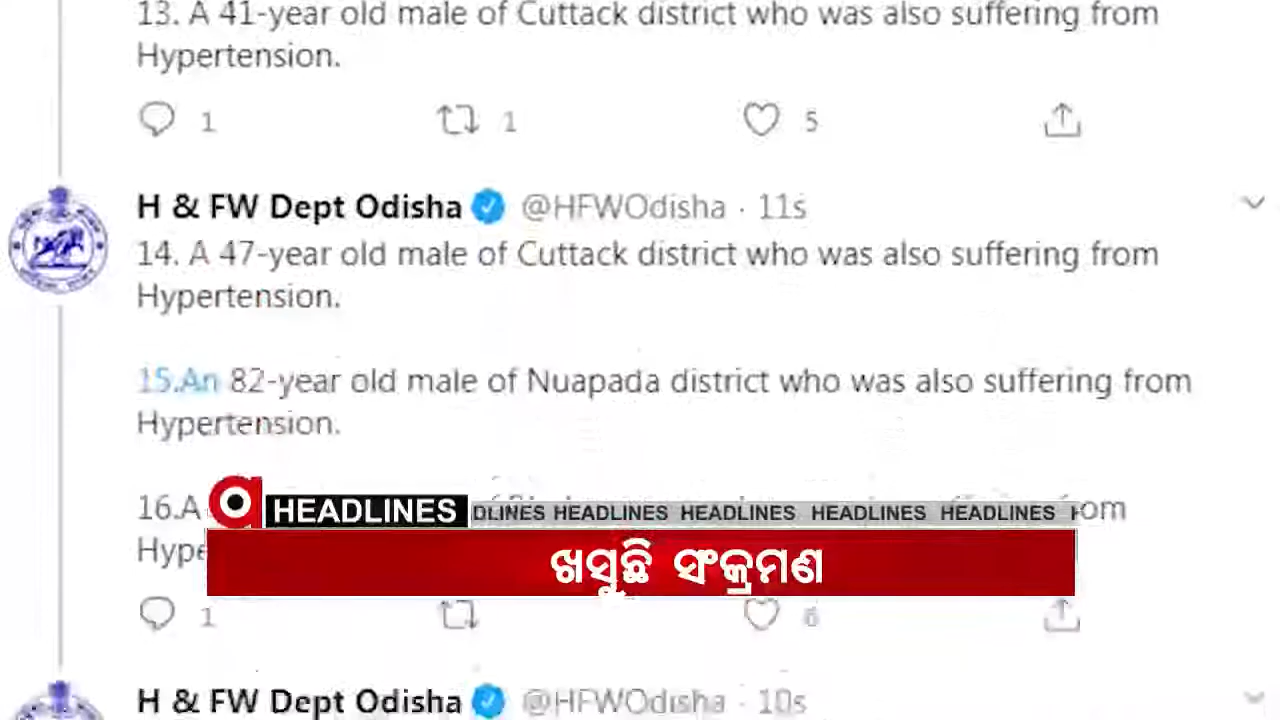 13. A 41-year old male of Cuttack district who was also suffering from
Hypertension.
1 1 5
H & FW Dept Odisha @HFWOdisha · 11s
14. A 47-year old male of Cuttack district who was also suffering from
Hypertension.
15.An 82-year old male of Nuapada district who was also suffering from
Hypertension.
16.A
HEADLINES DLINES HEADLINES HEADLINES HEADLINES HEADLINES
ଖସୁଛି ସଂକ୍ରମଣ
1 6
H & FW Dept Odisha @HFWOdisha · 10s